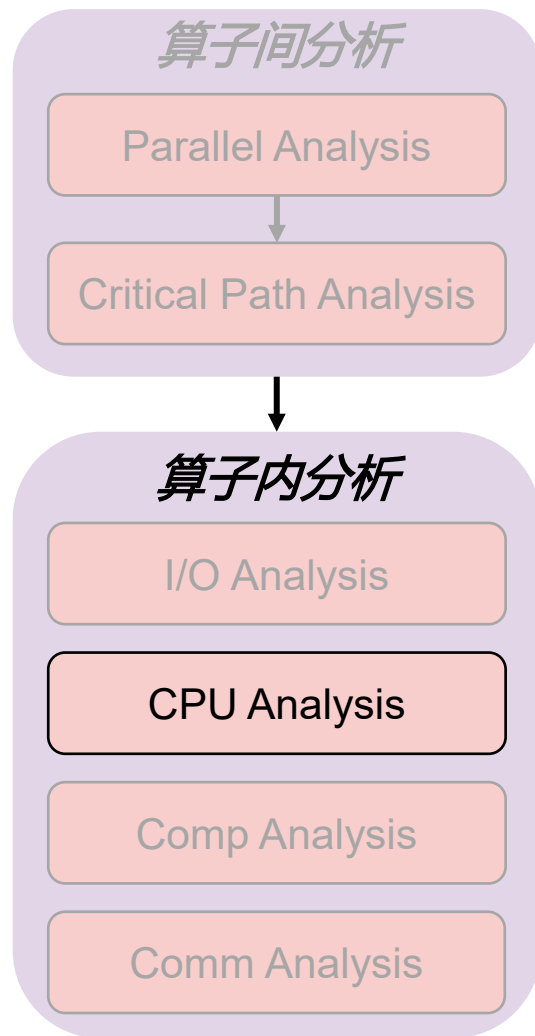 算子间分析
Parallel Analysis
Critical Path Analysis
算子内分析
I/O Analysis
CPU Analysis
Comp Analysis
Comm Analysis